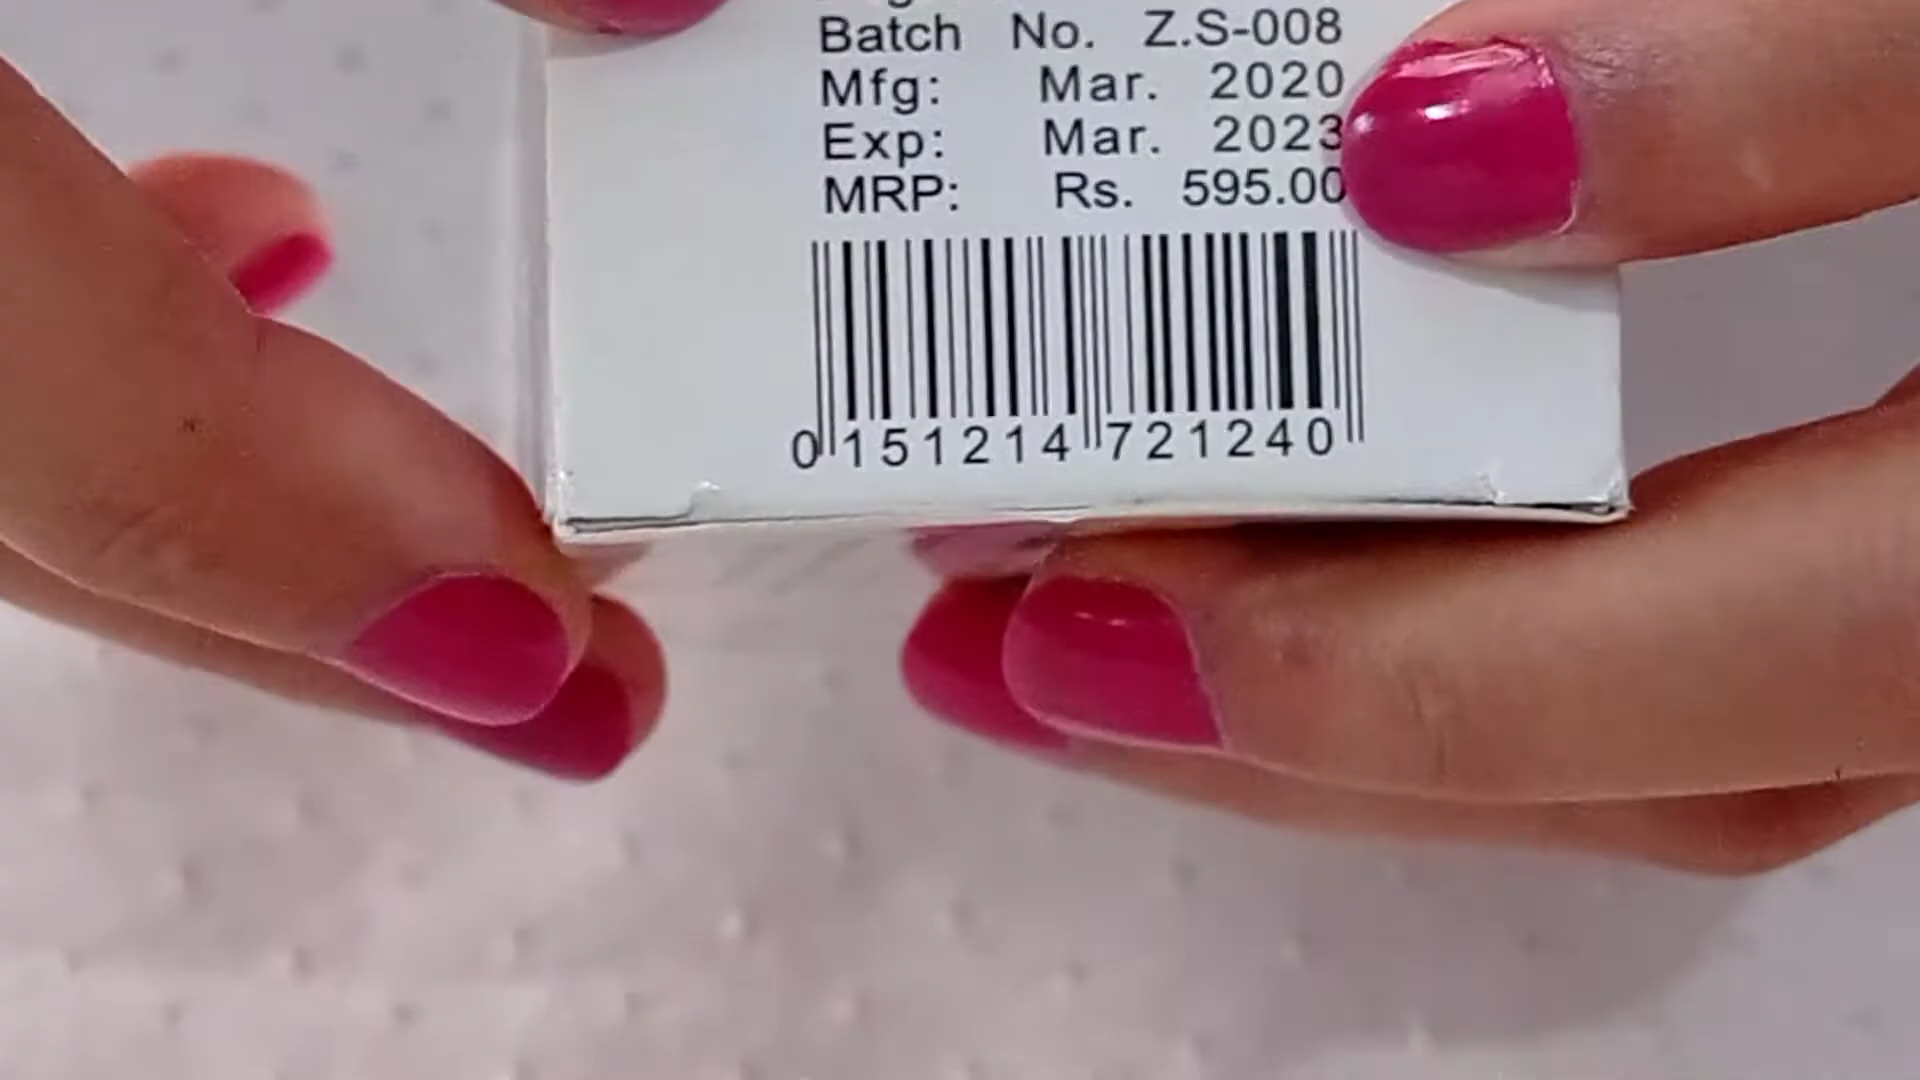 Batch No. Z.S-008
Mfg: Mar. 2020
Exp: Mar. 2023
MRP: Rs. 595.00
0 151214 721240